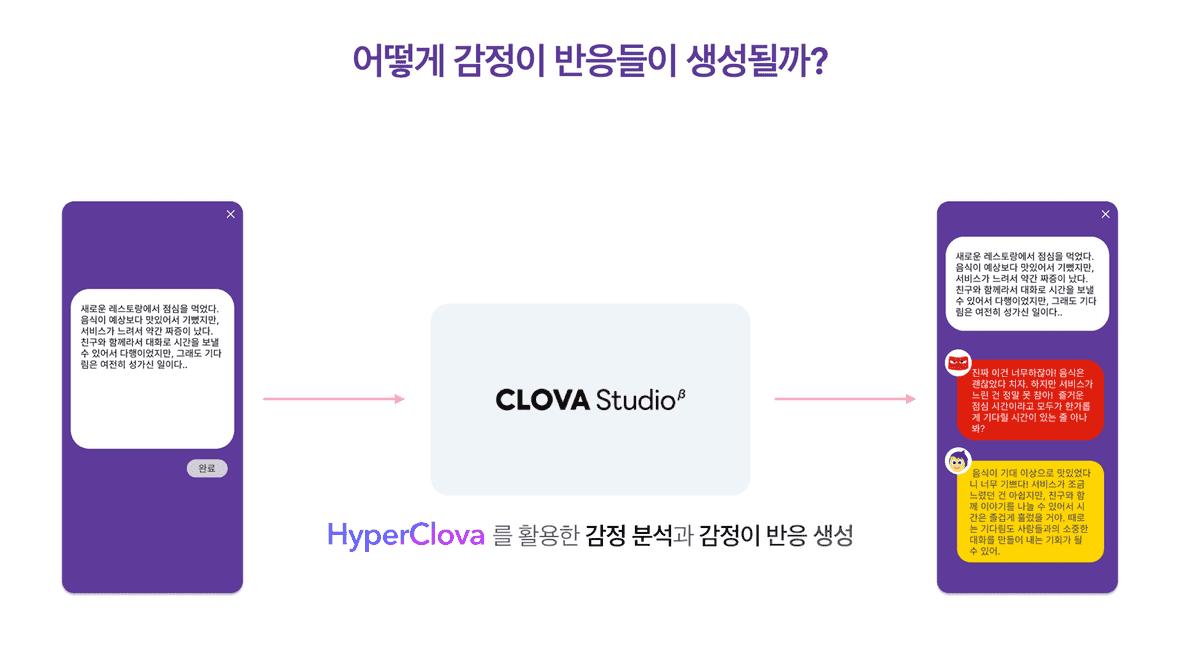 어떻게 감정이 반응들이 생성될까?
새로운 레스토랑에서 점심을 먹었다.
음식이 예상보다 맛있어서 기뻤지만,
서비스가 느려서 약간 짜증이 났다.
친구와 함께라서 대화로 시간을 보낼
수 있어서 다행이었지만, 그래도 기다
림은 여전히 성가신 일이다..
완료
CLOVA Studioᵝ
HyperClova 를 활용한 감정 분석과 감정이 반응 생성
새로운 레스토랑에서 점심을 먹었다.
음식이 예상보다 맛있어서 기뻤지만,
서비스가 느려서 약간 짜증이 났다.
친구와 함께라서 대화로 시간을 보낼
수 있어서 다행이었지만, 그래도 기다
림은 여전히 성가신 일이다..
진짜 이건 너무하잖아! 음식은
괜찮았다 치자. 하지만 서비스가
느린 건 정말 못 참아! 즐거운
점심 시간이라고 모두가 한가롭
게 기다릴 시간이 있는 줄 아나
봐?
음식이 기대 이상으로 맛있었다
니 너무 기쁘다! 서비스가 조금
느렸던 건 아쉽지만, 친구와 함
께 이야기를 나눌 수 있어서 시
간은 즐겁게 흘렀을 거야. 때로
는 기다림도 사람들과의 소중한
대화를 만들어 내는 기회가 될
수 있어.